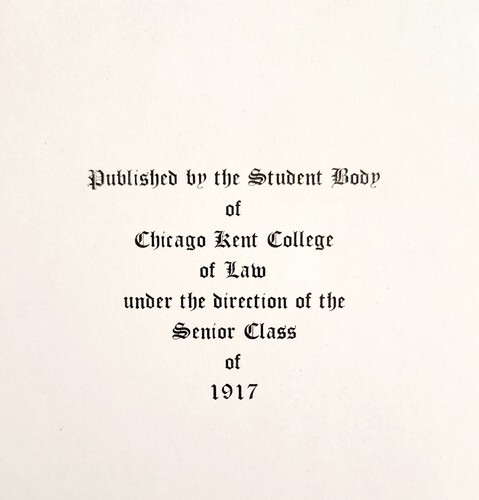 Published by the Student Body
of
Chicago Kent College
of Law
under the direction of the
Senior Class
of
1917